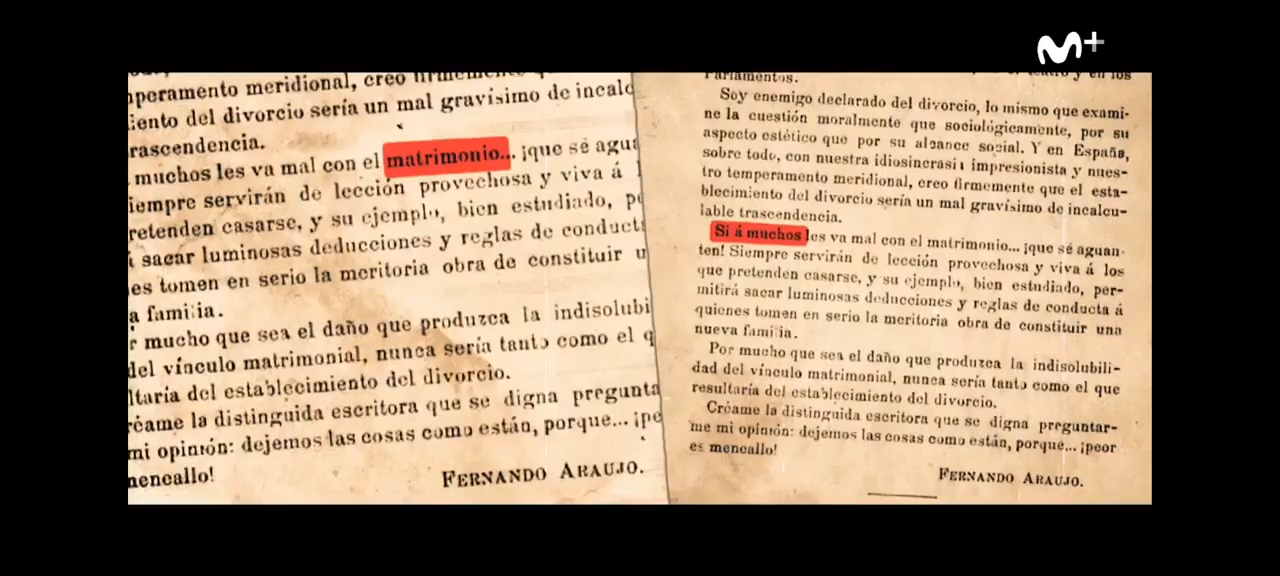 M+
mperamento meridional, creo firmemente
iento del divorcio sería un mal gravísimo de incalc
rascendencia.
muchos les va mal con el matrimonio... ¡que se agua
iempre servirán de lección provechosa y viva á l
retenden casarse, y su ejemplo, bien estudiado, pe
á sacar luminosas deducciones y reglas de conducta
es tomen en serio la meritoria obra de constituir u
a familia.
r mucho que sea el daño que produzca la indisolubi
del vínculo matrimonial, nunca sería tanto como el q
ltaría del establecimiento del divorcio.
réame la distinguida escritora que se digna pregunta
mi opinión: dejemos las cosas como están, porque... ¡pe
meneallo!
FERNANDO ARAUJO.
Parlamentos.
Soy enemigo declarado del divorcio, lo mismo que exami-
ne la cuestión moralmente que sociológicamente, por su
aspecto estético que por su alcance social. Y en España,
sobre todo, con nuestra idiosincrasia impresionista y nues-
tro temperamento meridional, creo firmemente que el esta-
blecimiento del divorcio sería un mal gravísimo de incalcu-
lable trascendencia.
Si á muchos les va mal con el matrimonio... ¡que se aguan-
ten! Siempre servirán de lección provechosa y viva á los
que pretenden casarse, y su ejemplo, bien estudiado, per-
mitirá sacar luminosas deducciones y reglas de conducta á
quienes tomen en serio la meritoria obra de constituir una
nueva familia.
Por mucho que sea el daño que produzca la indisolubili-
dad del vínculo matrimonial, nunca sería tanto como el que
resultaría del establecimiento del divorcio.
Créame la distinguida escritora que se digna preguntar-
me mi opinión: dejemos las cosas como están, porque... ¡peor
es meneallo!
FERNANDO ARAUJO.